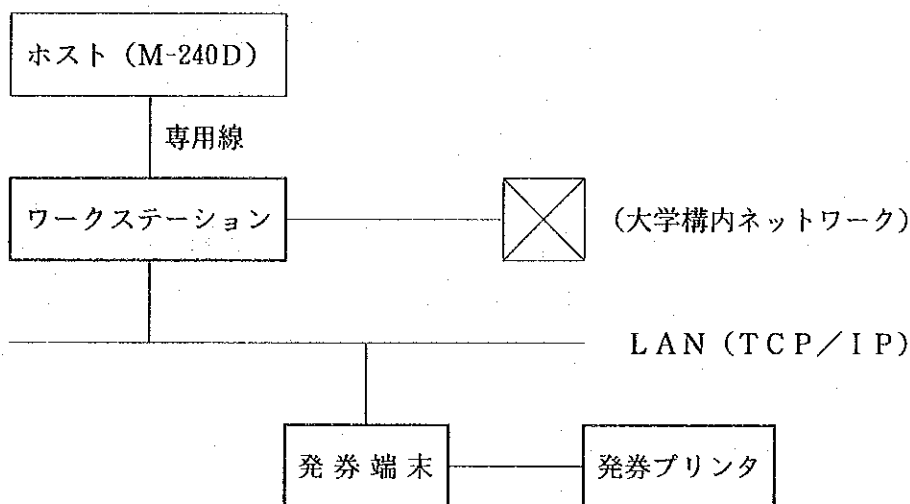 ホスト（M-240D）
専用線
ワークステーション
（大学構内ネットワーク）
LAN（TCP／IP）
発券端末
発券プリンタ